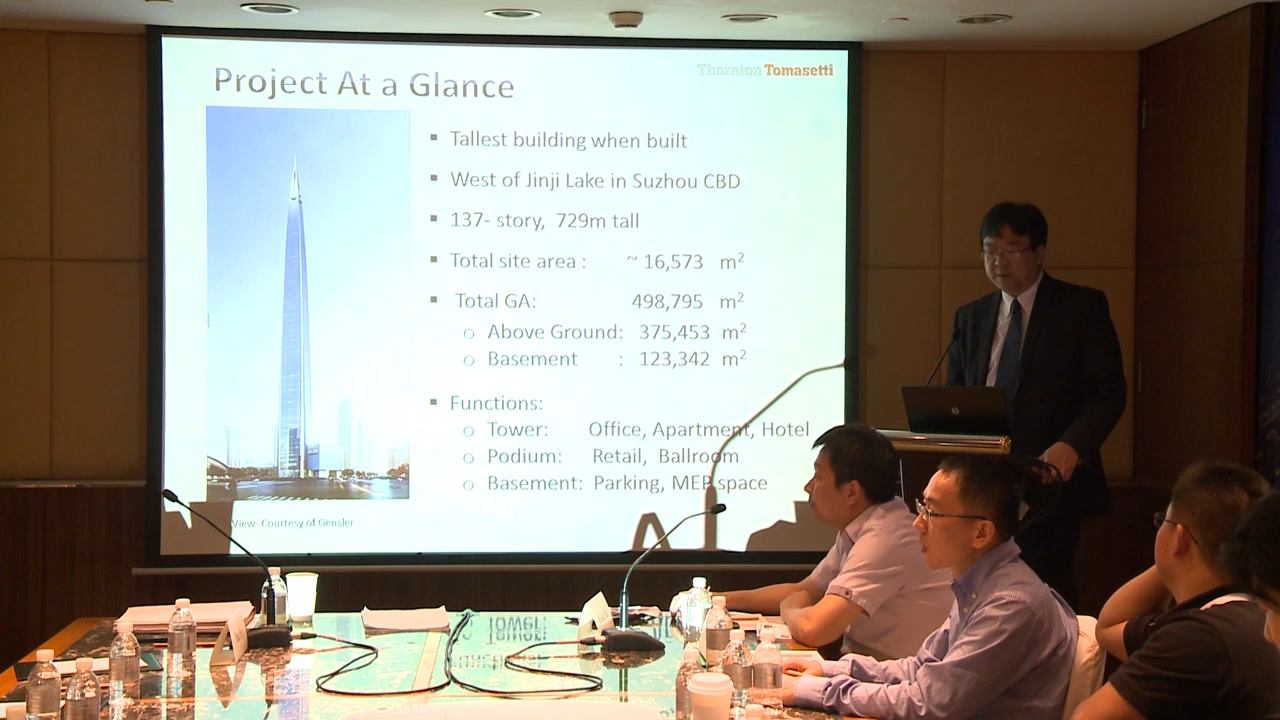 Project At a Glance
Thornton Tomasetti
Tallest building when built
West of Jinji Lake in Suzhou CBD
137- story, 729m tall
Total site area : ~ 16,573 m²
Total GA: 498,795 m²
Above Ground: 375,453 m²
Basement : 123,342 m²
Functions:
Tower: Office, Apartment, Hotel
Podium: Retail, Ballroom
Basement: Parking, MEP space
View- Courtesy of Gensler
hp